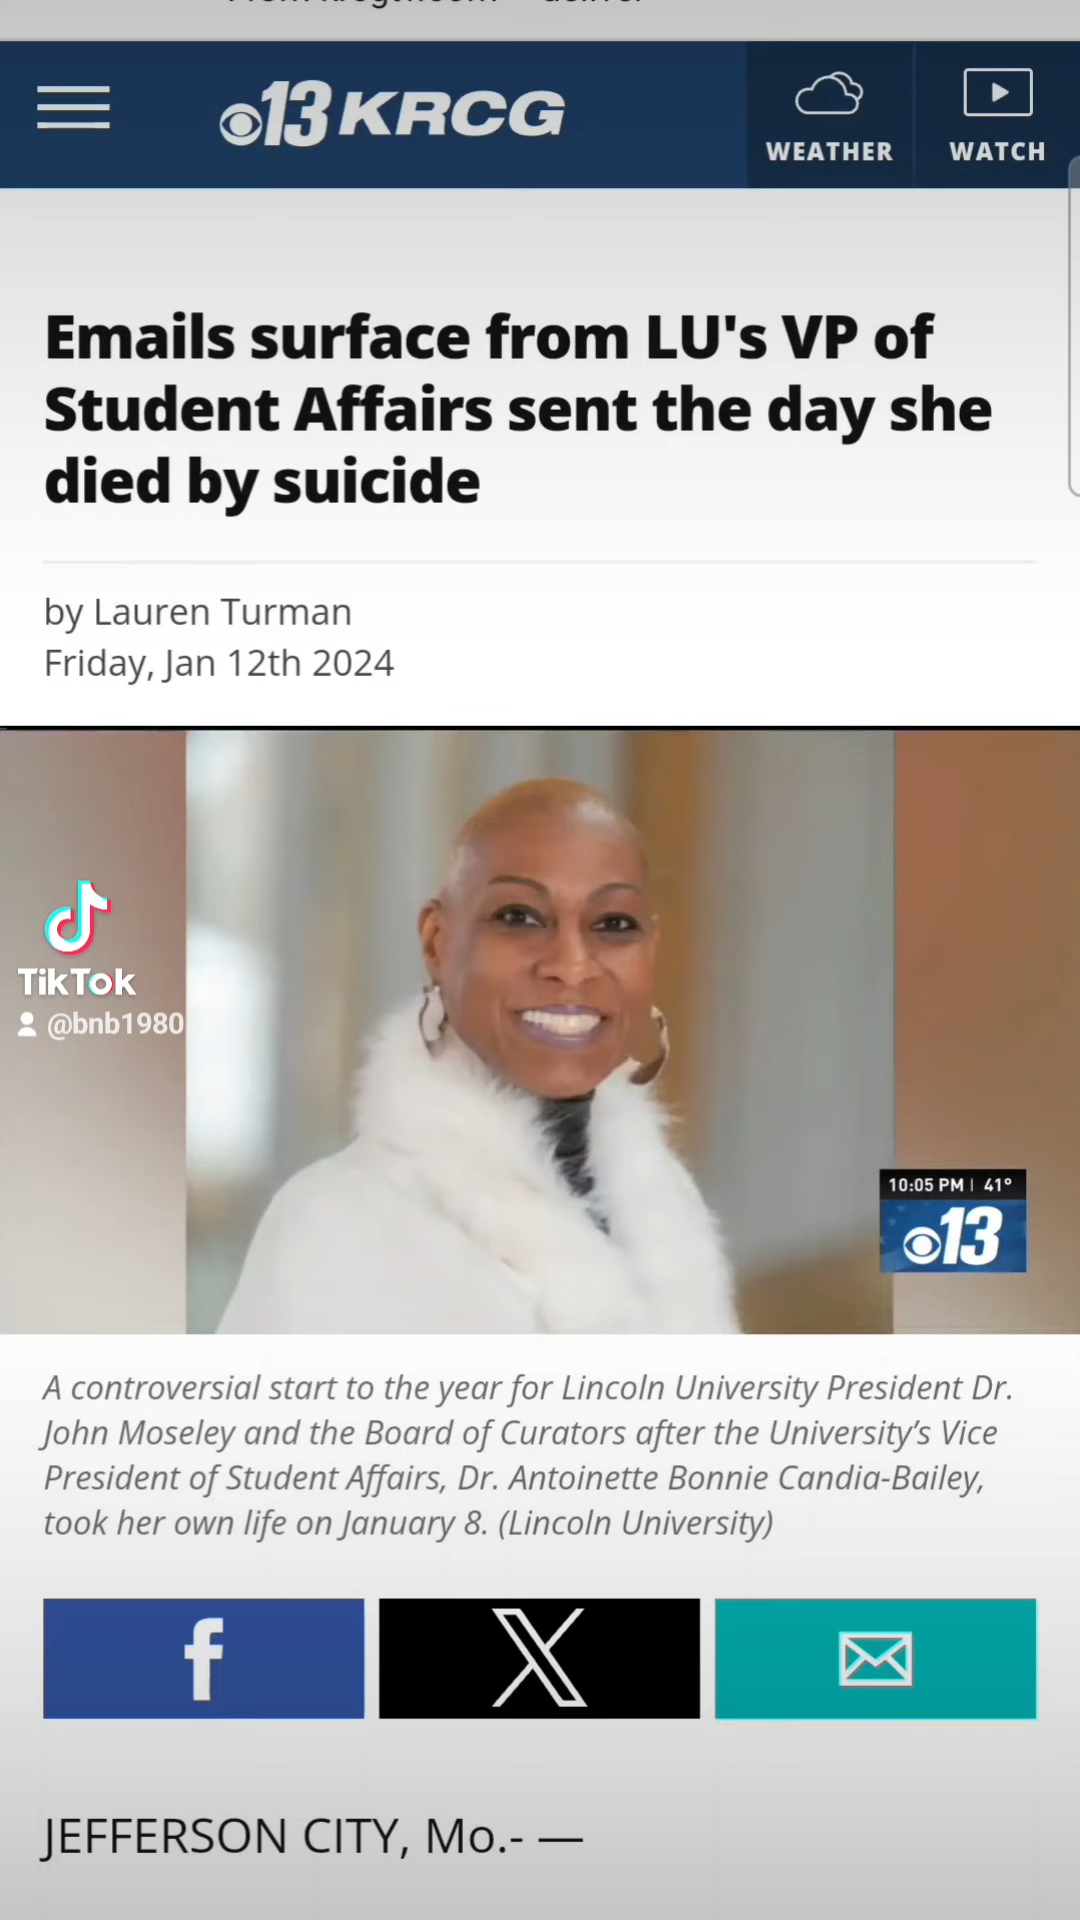 13 KRCG
WEATHER
WATCH
Emails surface from LU's VP of
Student Affairs sent the day she
died by suicide
by Lauren Turman
Friday, Jan 12th 2024
TikTok
@bnb1980
10:05 PM | 41°
13
A controversial start to the year for Lincoln University President Dr.
John Moseley and the Board of Curators after the University’s Vice
President of Student Affairs, Dr. Antoinette Bonnie Candia-Bailey,
took her own life on January 8. (Lincoln University)
f
X
JEFFERSON CITY, Mo.- —